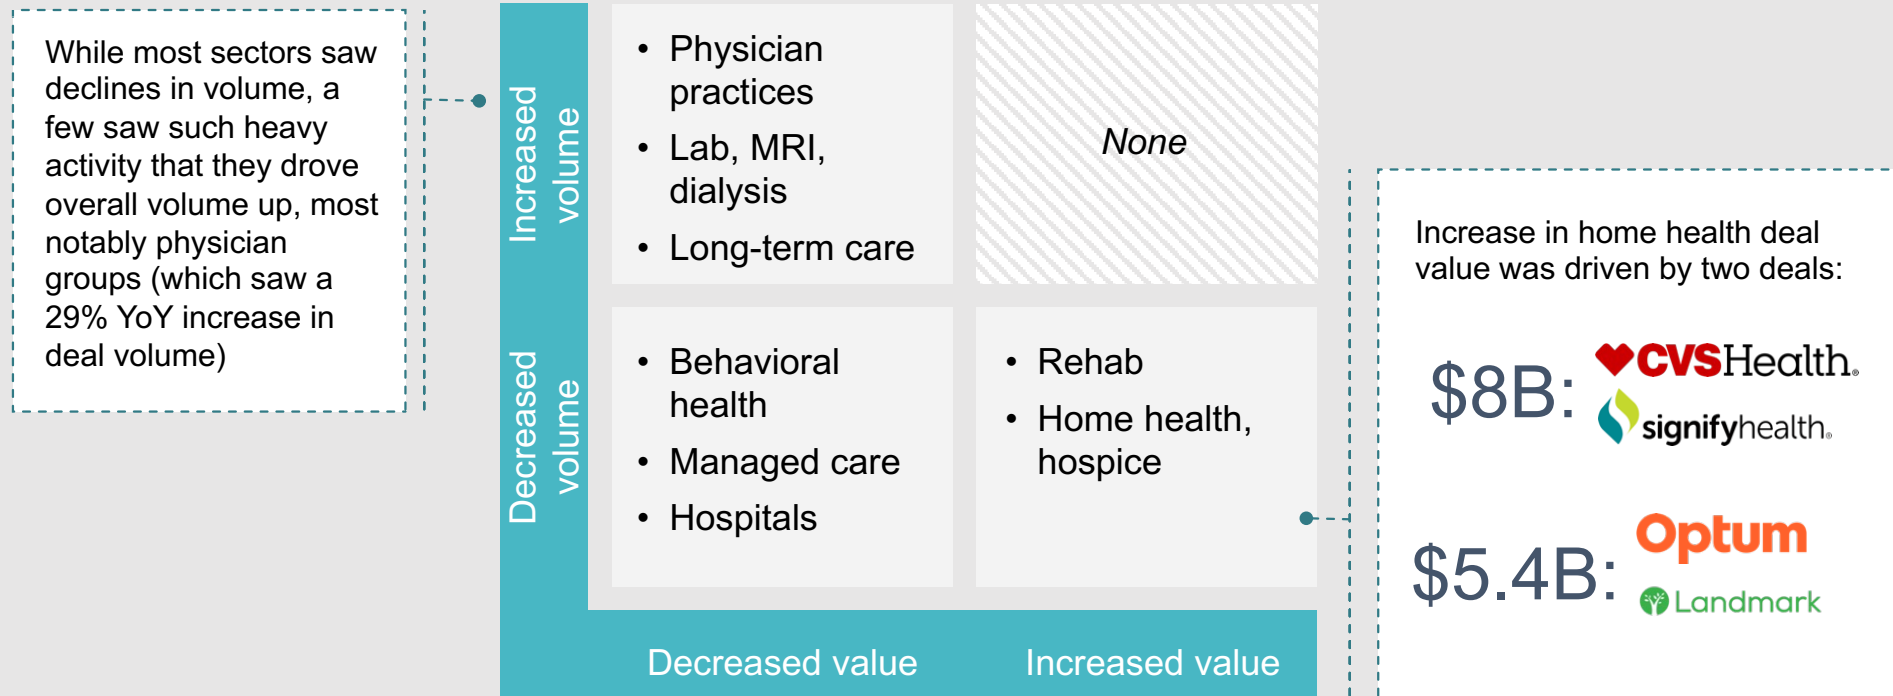 While most sectors saw
declines in volume, a
few saw such heavy
activity that they drove
overall volume up, most
notably physician
groups (which saw a
29% YoY increase in
deal volume)
Increased
volume
• Physician
practices
• Lab, MRI,
dialysis
• Long-term care
None
Decreased
volume
• Behavioral
health
• Managed care
• Hospitals
• Rehab
• Home health,
hospice
Decreased value
Increased value
Increase in home health deal
value was driven by two deals:
$8B:
CVSHealth®
signifyhealth®
$5.4B:
Optum
Landmark